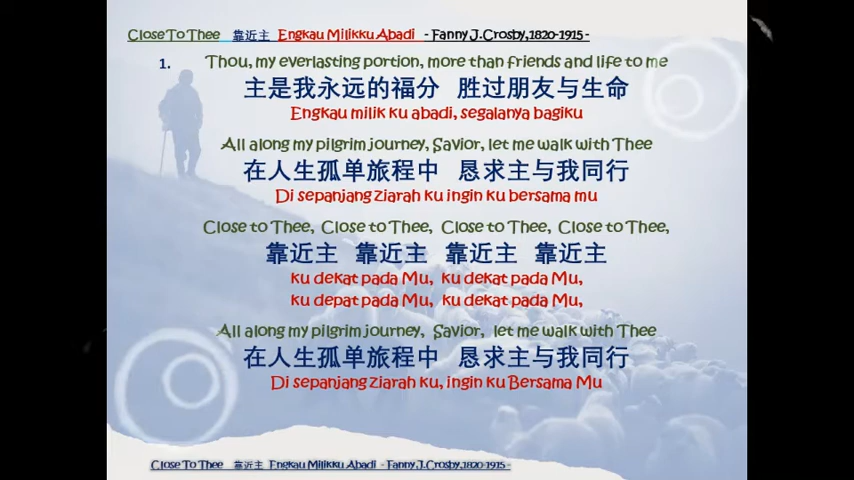 Close To Thee 靠近主 Engkau Milikku Abadi - Fanny J.Crosby,1820-1915 -
1. Thou, my everlasting portion, more than friends and life to me
主是我永远的福分 胜过朋友与生命
Engkau milik ku abadi, segalanya bagiku
All along my pilgrim journey, Savior, let me walk with Thee
在人生孤单旅程中 恳求主与我同行
Di sepanjang ziarah ku ingin ku bersama mu
Close to Thee, Close to Thee, Close to Thee, Close to Thee,
靠近主 靠近主 靠近主 靠近主
ku dekat pada Mu, ku dekat pada Mu,
ku depat pada Mu, ku dekat pada Mu,
All along my pilgrim journey, Savior, let me walk with Thee
在人生孤单旅程中 恳求主与我同行
Di sepanjang ziarah ku, ingin ku Bersama Mu
Close To Thee 靠近主 Engkau Milikku Abadi - Fanny.J.Crosby,1820-1915 -